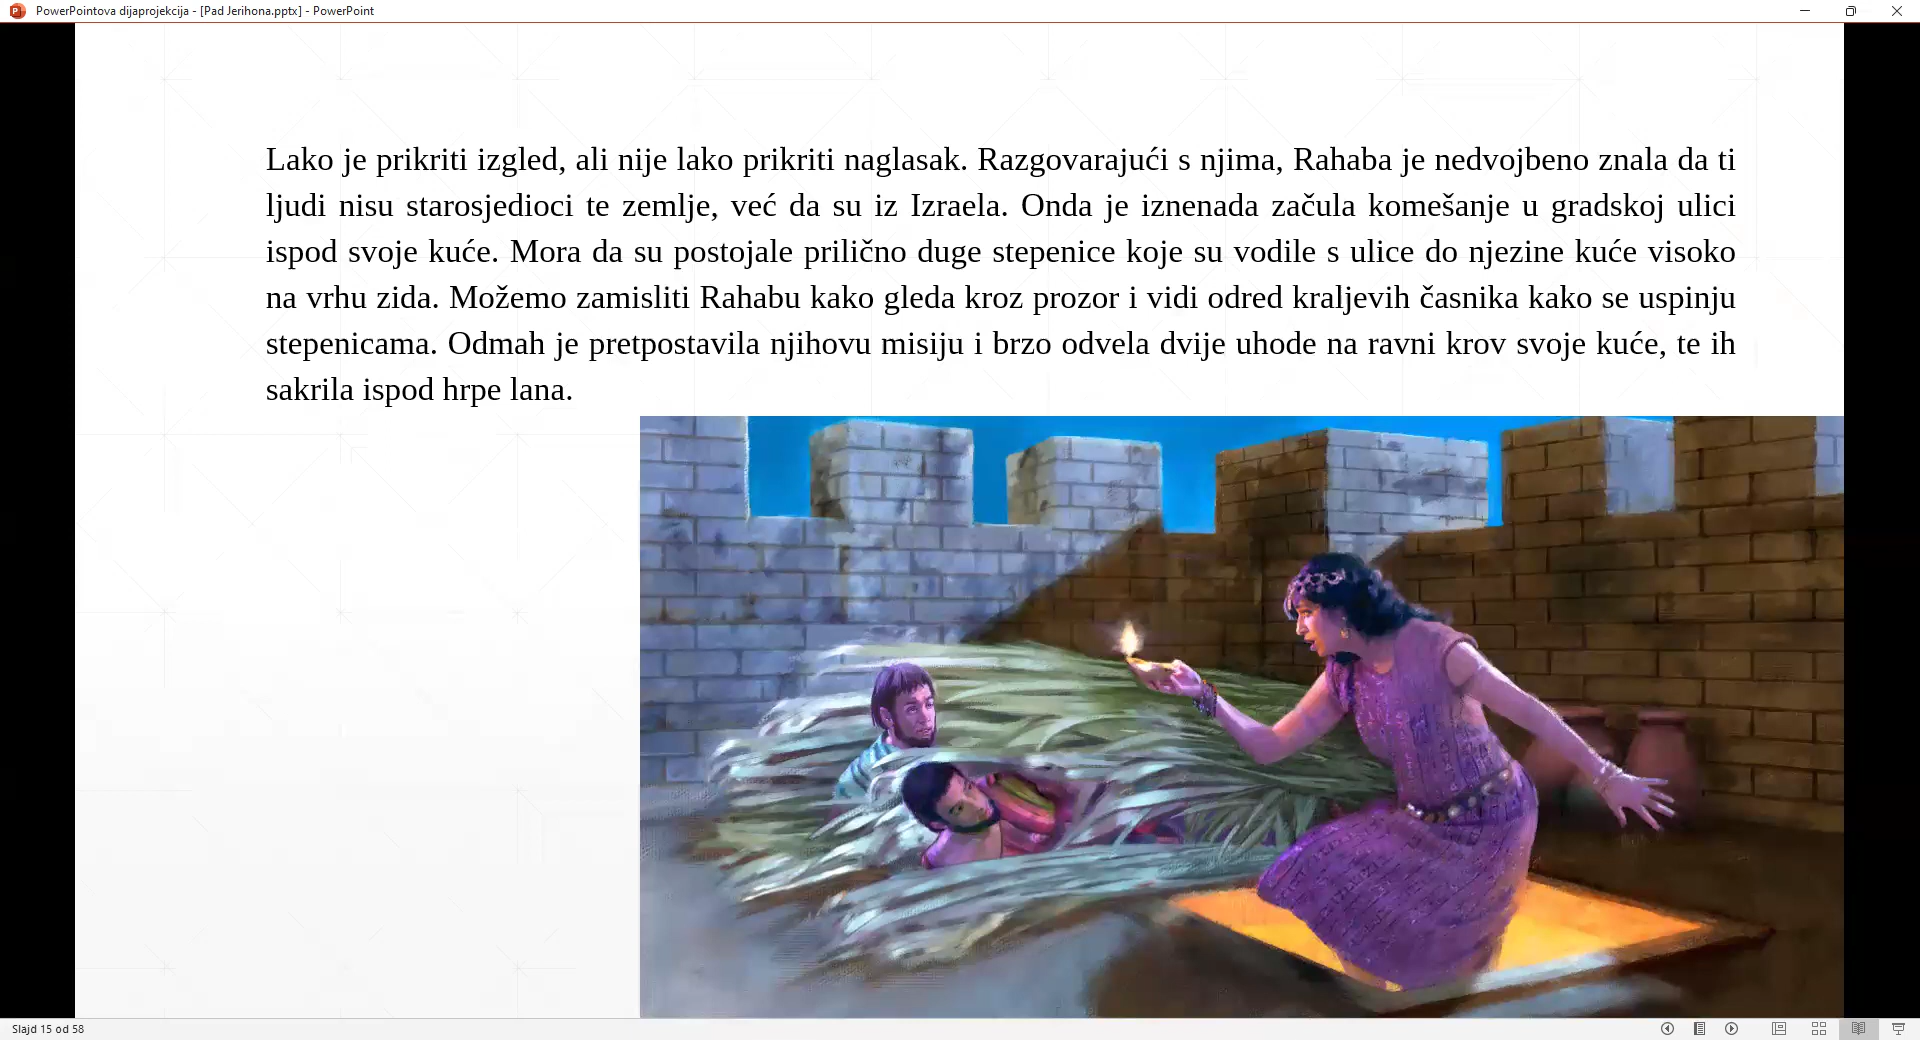 PowerPointova dijaprojekcija - [Pad Jerihona.pptx] - PowerPoint
Lako je prikriti izgled, ali nije lako prikriti naglasak. Razgovarajući s njima, Rahaba je nedvojbeno znala da ti
ljudi nisu starosjedioci te zemlje, već da su iz Izraela. Onda je iznenada začula komešanje u gradskoj ulici
ispod svoje kuće. Mora da su postojale prilično duge stepenice koje su vodile s ulice do njezine kuće visoko
na vrhu zida. Možemo zamisliti Rahabu kako gleda kroz prozor i vidi odred kraljevih časnika kako se uspinju
stepenicama. Odmah je pretpostavila njihovu misiju i brzo odvela dvije uhode na ravni krov svoje kuće, te ih
sakrila ispod hrpe lana.
Slajd 15 od 58